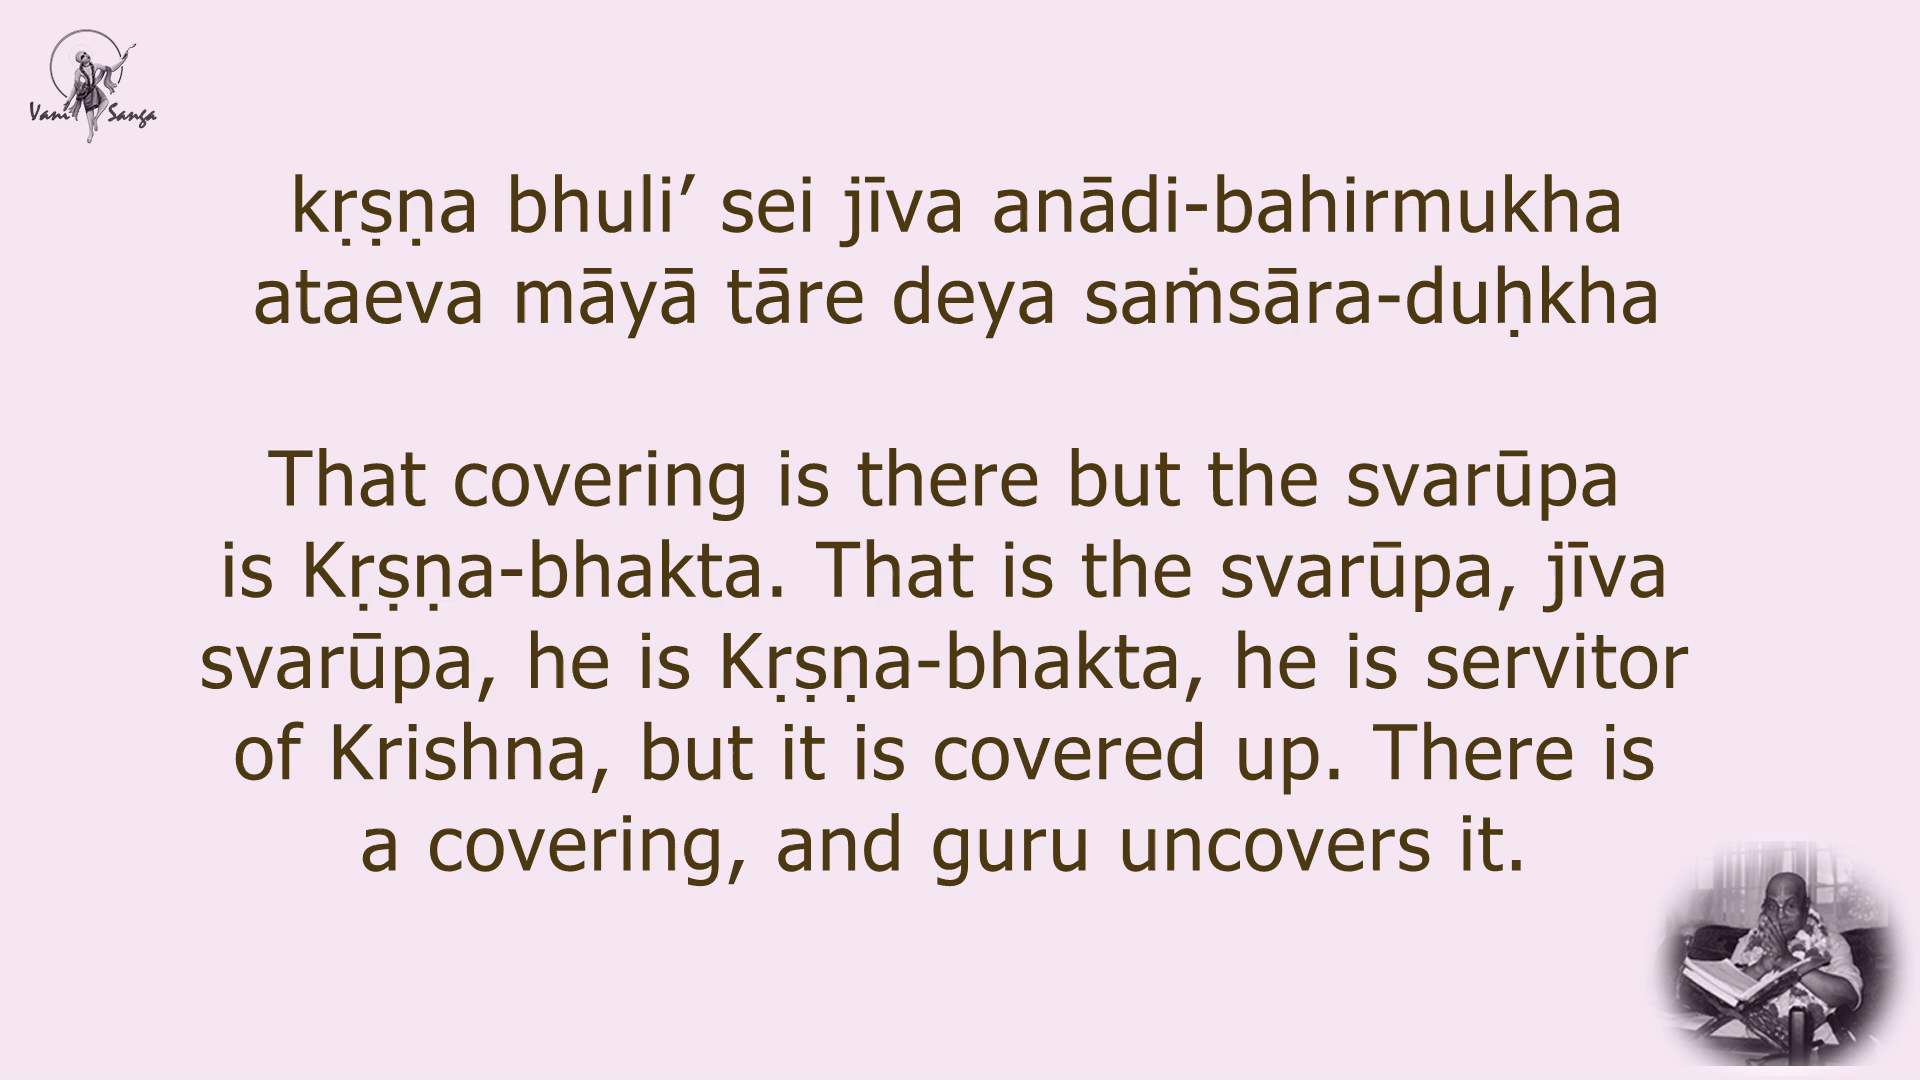 Vani Sanga
kṛṣṇa bhuli’ sei jīva anādi-bahirmukha
ataeva māyā tāre deya saṁsāra-duḥkha
That covering is there but the svarūpa
is Kṛṣṇa-bhakta. That is the svarūpa, jīva
svarūpa, he is Kṛṣṇa-bhakta, he is servitor
of Krishna, but it is covered up. There is
a covering, and guru uncovers it.